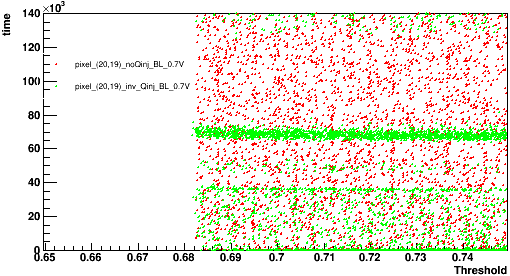 ×10³
time
140
120
100
80
60
40
20
0
pixel_(20,19)_noQinj_BL_0.7V
pixel_(20,19)_inv_Qinj_BL_0.7V
0.65 0.66 0.67 0.68 0.69 0.7 0.71 0.72 0.73 0.74
Threshold